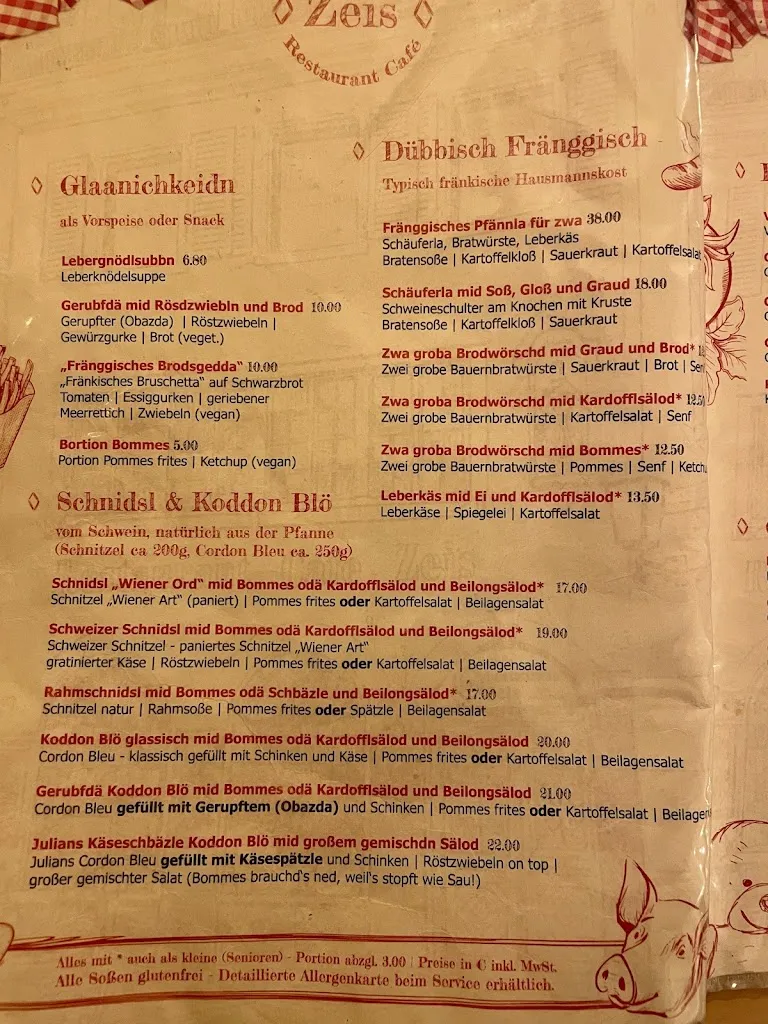 Zeis
Restaurant Café
Glaanichkeidn
als Vorspeise oder Snack
Lebergnödlsubbn 6.80
Leberknödelsuppe
Gerubfdä mid Rösdzwiebln und Brod 10.00
Gerupfter (Obazda) | Röstzwiebeln |
Gewürzgurke | Brot (veget.)
„Fränggisches Brodsgedda“ 10.00
„Fränkisches Bruschetta“ auf Schwarzbrot
Tomaten | Essiggurken | geriebener
Meerrettich | Zwiebeln (vegan)
Bortion Bommes 5.00
Portion Pommes frites | Ketchup (vegan)
Dübbisch Fränggisch
Typisch fränkische Hausmannskost
Fränggisches Pfännla für zwa 38.00
Schäuferla, Bratwürste, Leberkäs
Bratensoße | Kartoffelkloß | Sauerkraut | Kartoffelsalat
Schäuferla mid Soß, Gloß und Graud 18.00
Schweineschulter am Knochen mit Kruste
Bratensoße | Kartoffelkloß | Sauerkraut
Zwa groba Brodwörschd mid Graud und Brod*
Zwei grobe Bauernbratwürste | Sauerkraut | Brot | Sen
Zwa groba Brodwörschd mid Kardofflsälod* 12.50
Zwei grobe Bauernbratwürste | Kartoffelsalat | Senf
Zwa groba Brodwörschd mid Bommes* 12.50
Zwei grobe Bauernbratwürste | Pommes | Senf | Ketchu
Leberkäs mid Ei und Kardofflsälod* 13.50
Leberkäse | Spiegelei | Kartoffelsalat
Schnidsl & Koddon Blö
vom Schwein, natürlich aus der Pfanne
(Schnitzel ca 200g, Cordon Bleu ca. 250g)
Schnidsl „Wiener Ord“ mid Bommes odä Kardofflsälod und Beilongsälod* 17.00
Schnitzel „Wiener Art“ (paniert) | Pommes frites oder Kartoffelsalat | Beilagensalat
Schweizer Schnidsl mid Bommes odä Kardofflsälod und Beilongsälod* 19.00
Schweizer Schnitzel - paniertes Schnitzel „Wiener Art“
gratinierter Käse | Röstzwiebeln | Pommes frites oder Kartoffelsalat | Beilagensalat
Rahmschnidsl mid Bommes odä Schbäzle und Beilongsälod* 17.00
Schnitzel natur | Rahmsoße | Pommes frites oder Spätzle | Beilagensalat
Koddon Blö glassisch mid Bommes odä Kardofflsälod und Beilongsälod 20.00
Cordon Bleu - klassisch gefüllt mit Schinken und Käse | Pommes frites oder Kartoffelsalat | Beilagensalat
Gerubfdä Koddon Blö mid Bommes odä Kardofflsälod und Beilongsälod 21.00
Cordon Bleu gefüllt mit Gerupftem (Obazda) und Schinken | Pommes frites oder Kartoffelsalat | Beilagen
Julians Käseschbäzle Koddon Blö mid großem gemischdn Sälod 22.00
Julians Cordon Bleu gefüllt mit Käsespätzle und Schinken | Röstzwiebeln on top |
großer gemischter Salat (Bommes brauchd's ned, weil's stopft wie Sau!)
Alles mit * auch als kleine (Senioren) - Portion abzgl. 3.00 | Preise in € inkl. MwSt.
Alle Soßen glutenfrei - Detaillierte Allergenkarte beim Service erhältlich.